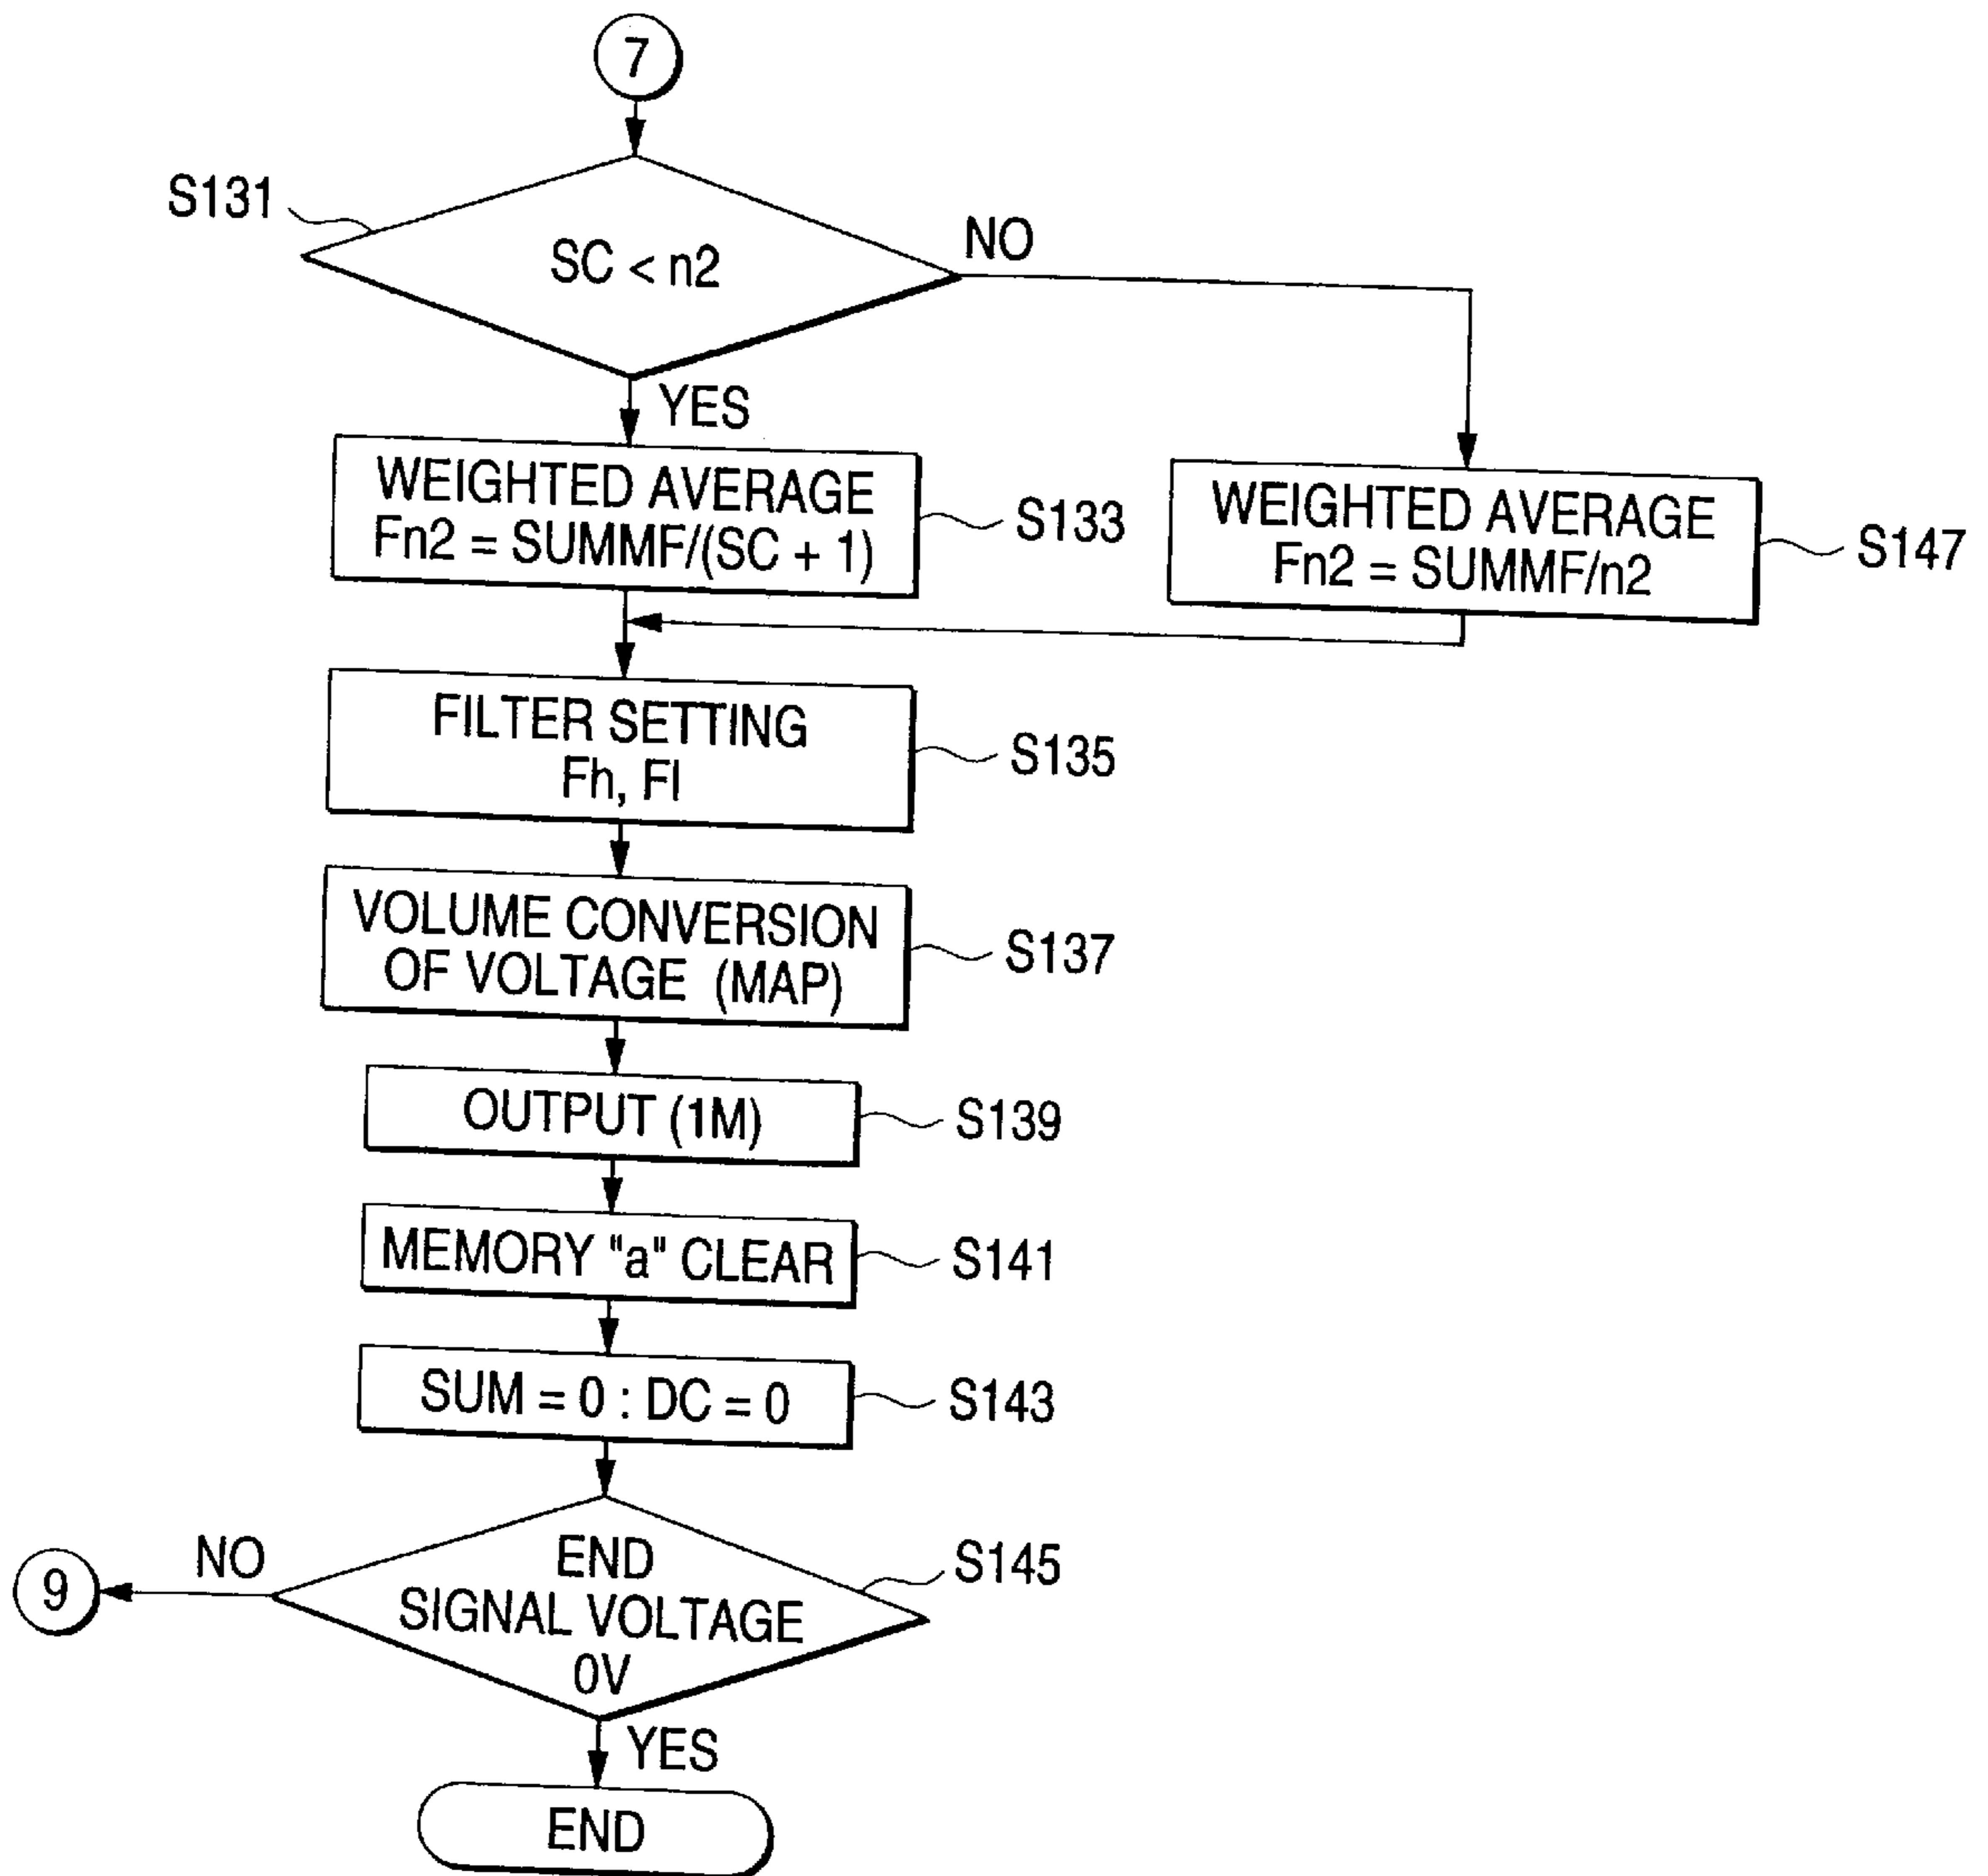 7
S131
SC < n2
NO
YES
WEIGHTED AVERAGE
Fn2 = SUMMF/(SC + 1)
S133
WEIGHTED AVERAGE
Fn2 = SUMMF/n2
S147
FILTER SETTING
Fh, Fl
S135
VOLUME CONVERSION
OF VOLTAGE (MAP)
S137
OUTPUT (1M)
S139
MEMORY "a" CLEAR
S141
SUM = 0 : DC = 0
S143
END
SIGNAL VOLTAGE
0V
S145
NO
9
YES
END